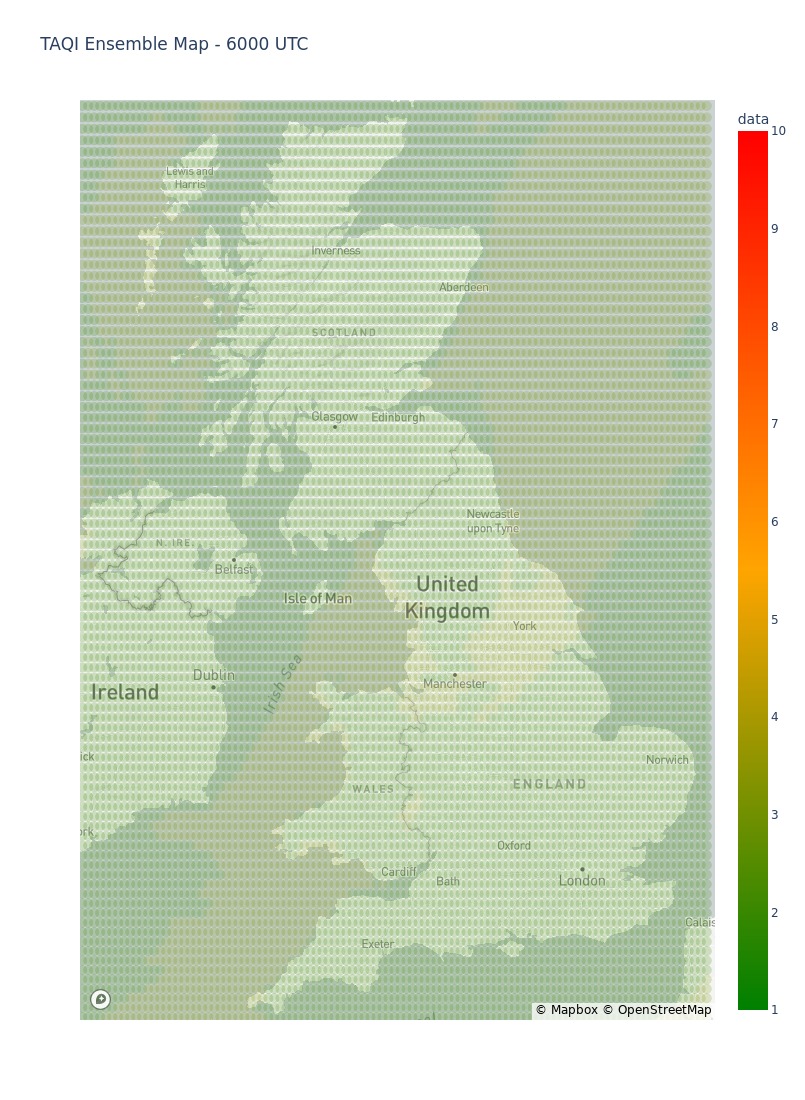 TAQI Ensemble Map - 6000 UTC
data
10
9
8
7
6
5
4
3
2
1
Lewis and
Harris
Inverness
Aberdeen
SCOTLAND
Glasgow
Edinburgh
Newcastle
upon Tyne
N. IRE.
Belfast
Isle of Man
United
Kingdom
York
Dublin
Manchester
Ireland
Irish Sea
ick
Norwich
WALES
ENGLAND
ork
Oxford
Cardiff
Bath
London
Calais
Exeter
© Mapbox © OpenStreetMap